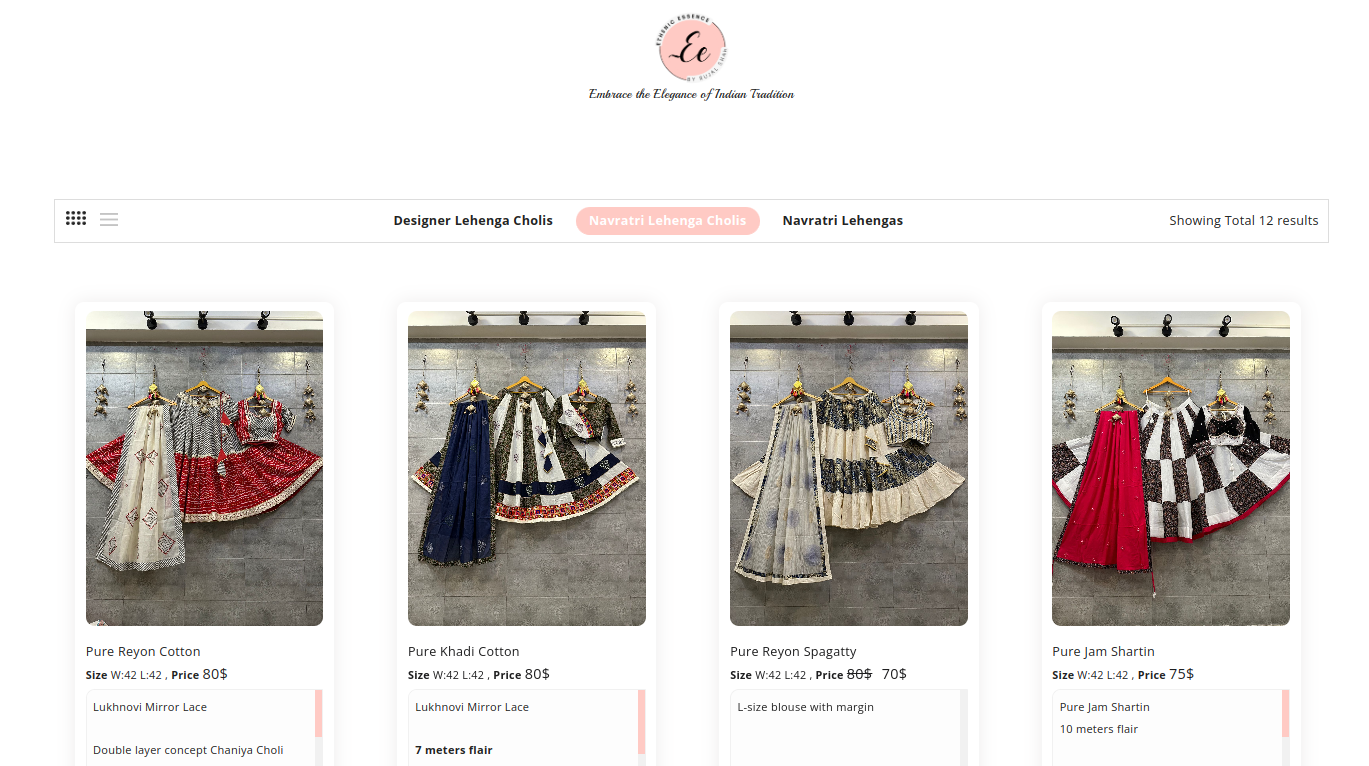 ETHENIC ESSENCE
Ee
BY RUJAL SHAH
Embrace the Elegance of Indian Tradition
Designer Lehenga Cholis
Navratri Lehenga Cholis
Navratri Lehengas
Showing Total 12 results
Pure Reyon Cotton
Size W:42 L:42 , Price 80$
Lukhnovi Mirror Lace
Double layer concept Chaniya Choli
Pure Khadi Cotton
Size W:42 L:42 , Price 80$
Lukhnovi Mirror Lace
7 meters flair
Pure Reyon Spagatty
Size W:42 L:42 , Price 80$ 70$
L-size blouse with margin
Pure Jam Shartin
Size W:42 L:42 , Price 75$
Pure Jam Shartin
10 meters flair